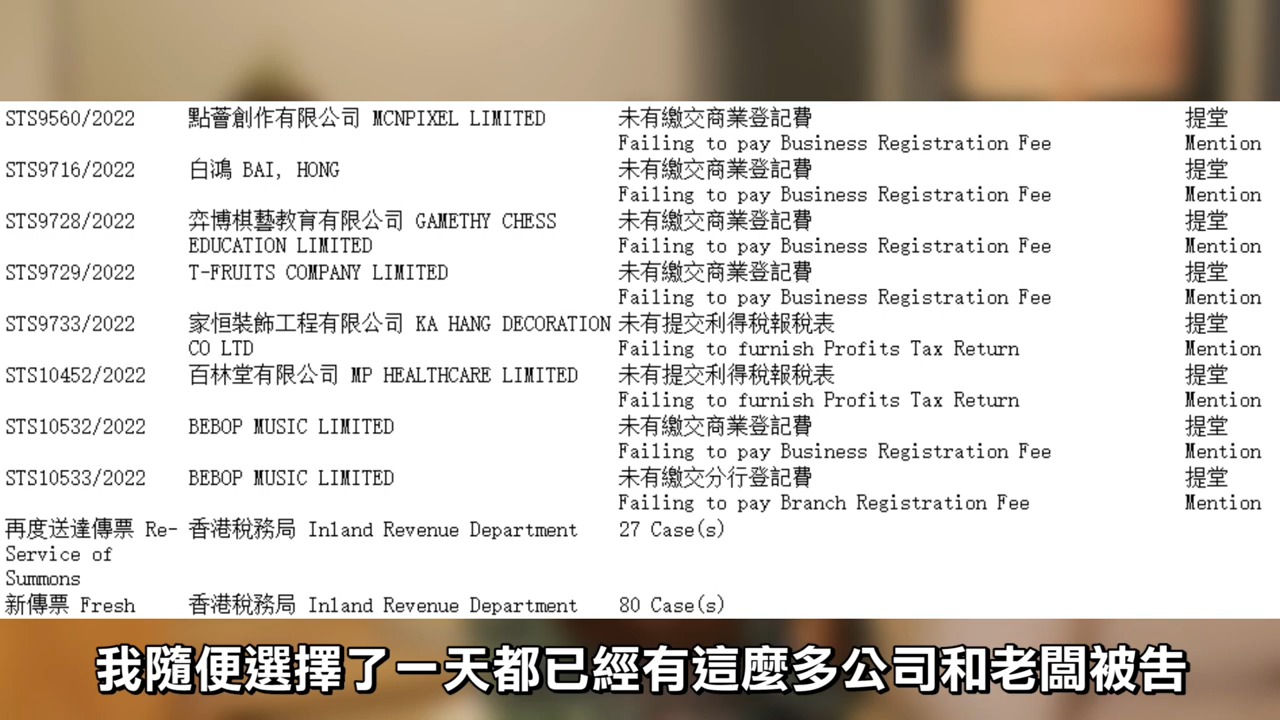 STS9560/2022 點薈創作有限公司 MCNPIXEL LIMITED 未有繳交商業登記費 提堂
Failing to pay Business Registration Fee Mention
STS9716/2022 白鴻 BAI, HONG 未有繳交商業登記費 提堂
Failing to pay Business Registration Fee Mention
STS9728/2022 弈博棋藝教育有限公司 GAMETHY CHESS 未有繳交商業登記費 提堂
EDUCATION LIMITED Failing to pay Business Registration Fee Mention
STS9729/2022 T-FRUITS COMPANY LIMITED 未有繳交商業登記費 提堂
Failing to pay Business Registration Fee Mention
STS9733/2022 家恒裝飾工程有限公司 KA HANG DECORATION 未有提交利得稅報稅表 提堂
CO LTD Failing to furnish Profits Tax Return Mention
STS10452/2022 百林堂有限公司 MP HEALTHCARE LIMITED 未有提交利得稅報稅表 提堂
Failing to furnish Profits Tax Return Mention
STS10532/2022 BEBOP MUSIC LIMITED 未有繳交商業登記費 提堂
Failing to pay Business Registration Fee Mention
STS10533/2022 BEBOP MUSIC LIMITED 未有繳交分行登記費 提堂
Failing to pay Branch Registration Fee Mention
再度送達傳票 Re- 香港稅務局 Inland Revenue Department 27 Case(s)
Service of
Summons
新傳票 Fresh 香港稅務局 Inland Revenue Department 80 Case(s)
我隨便選擇了一天都已經有這麼多公司和老闆被告